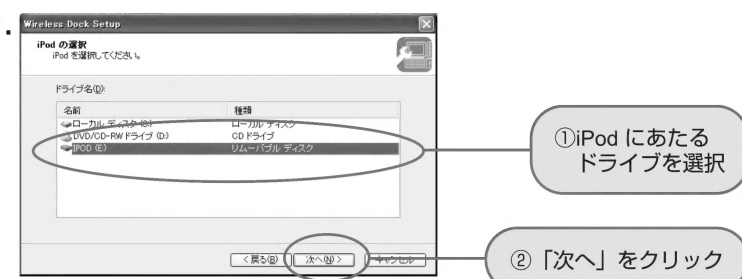 Wireless Dock Setup
iPod の選択
iPod を選択してください。
ドライブ名(D):
名前 種類
ローカル ディスク (C) ローカル ディスク
DVD/CD-RW ドライブ (D) CD ドライブ
IPOD (E) リムーバブル ディスク
①iPod にあたる
ドライブを選択
< 戻る(B) 次へ(N) > キャンセル
②「次へ」をクリック